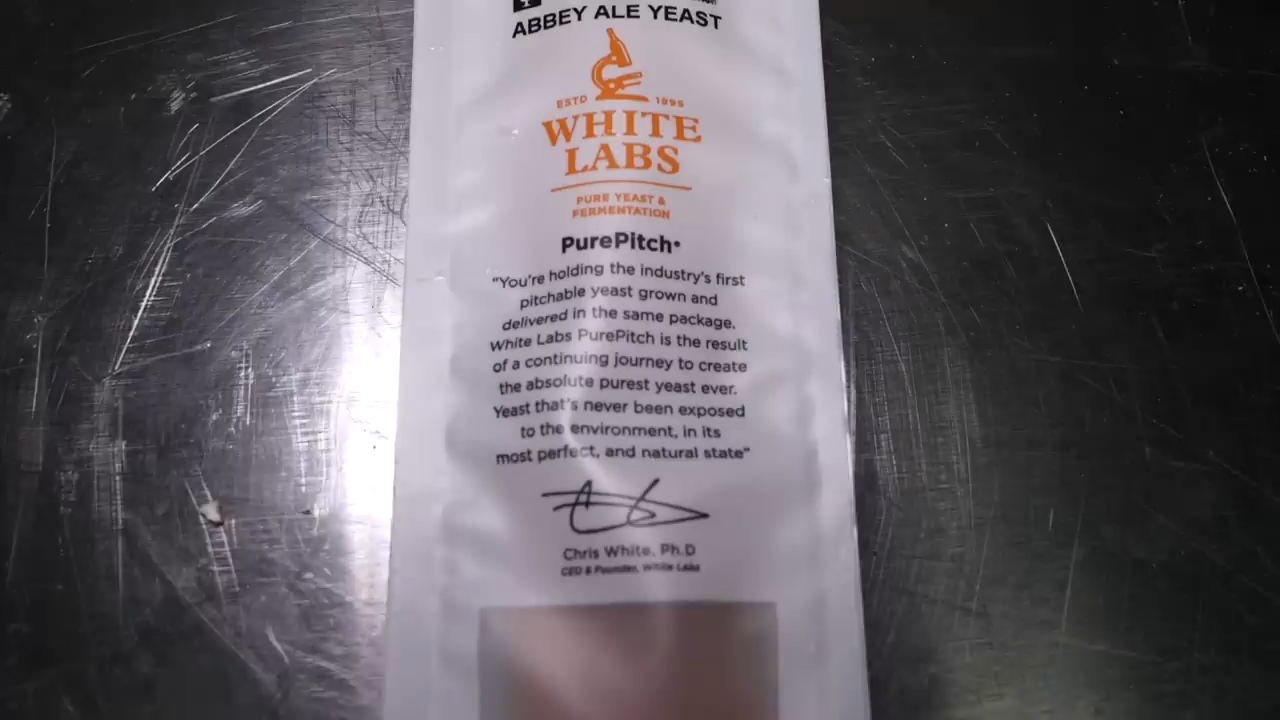 ABBEY ALE YEAST
ESTD 1995
WHITE
LABS
PURE YEAST &
FERMENTATION
PurePitch
"You're holding the industry's first
pitchable yeast grown and
delivered in the same package.
White Labs PurePitch is the result
of a continuing journey to create
the absolute purest yeast ever.
Yeast that's never been exposed
to the environment, in its
most perfect, and natural state"
Chris White, Ph.D
CEO & Founder, White Labs